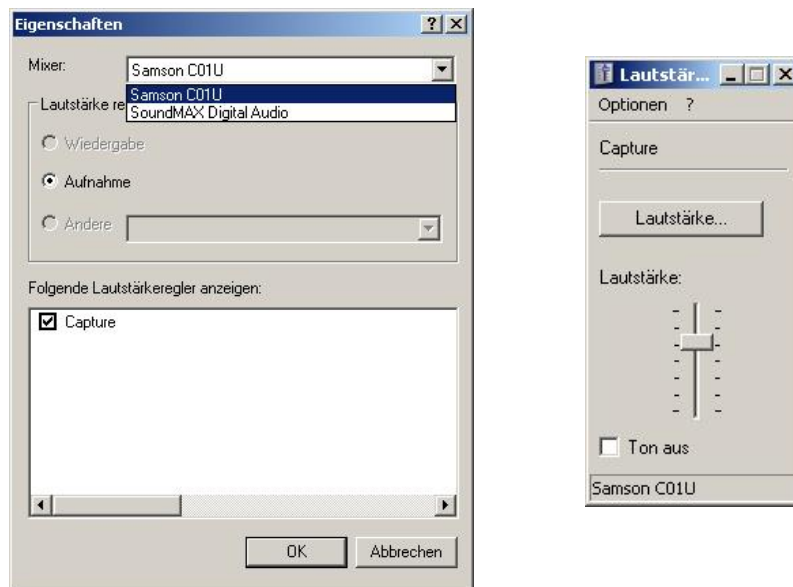 Eigenschaften
Mixer:
Samson C01U
Samson C01U
SoundMAX Digital Audio
Lautstärke re
Wiedergabe
Aufnahme
Andere
Folgende Lautstärkeregler anzeigen:
Capture
OK
Abbrechen
Lautstär...
Optionen ?
Capture
Lautstärke...
Lautstärke:
Ton aus
Samson C01U